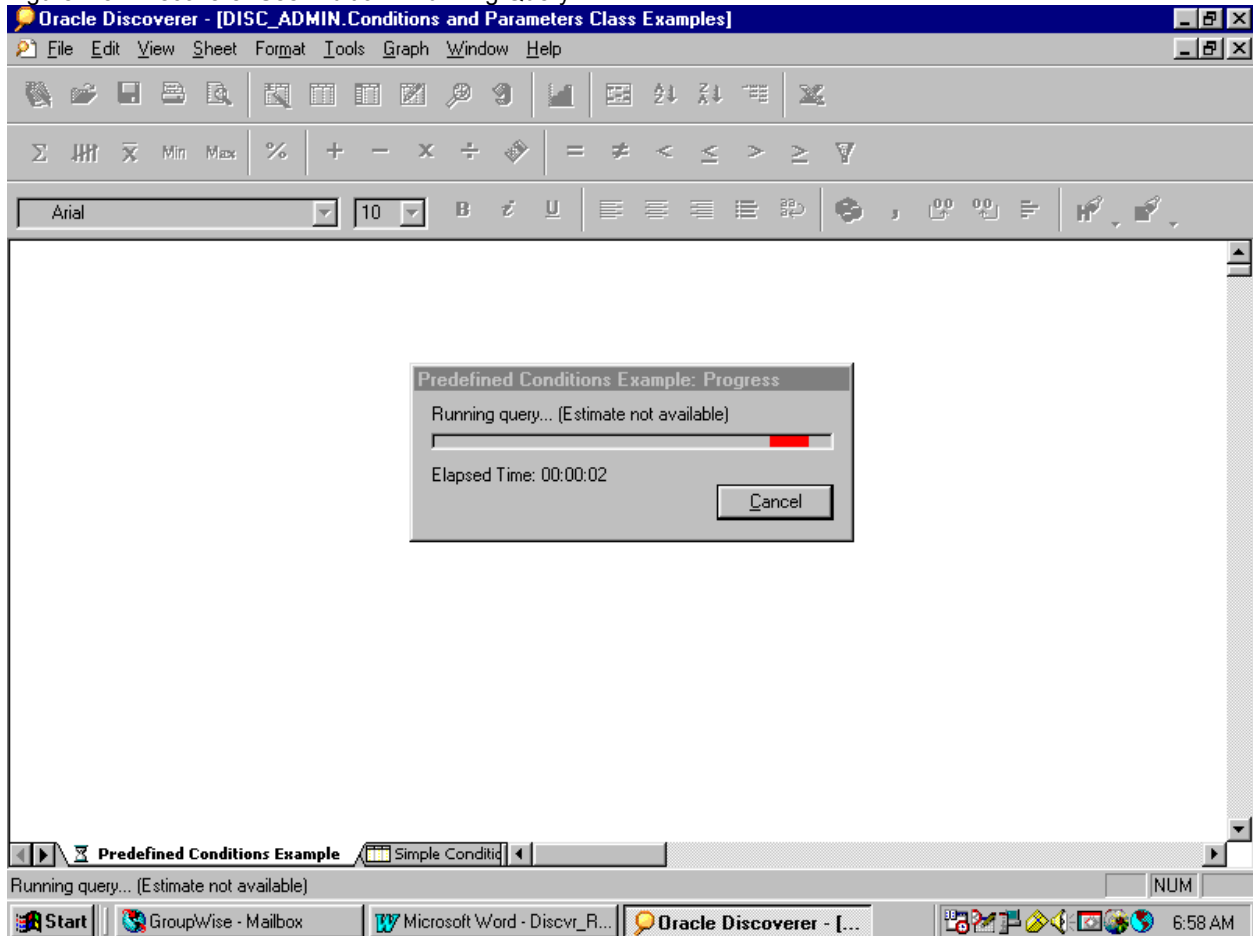 Oracle Discoverer - [DISC_ADMIN.Conditions and Parameters Class Examples]
File Edit View Sheet Format Tools Graph Window Help
Σ X Min Max % + - x ÷ = ≠ < ≤ > ≥
Arial 10 B i U
Predefined Conditions Example: Progress
Running query... (Estimate not available)
Elapsed Time: 00:00:02
Cancel
Predefined Conditions Example Simple Conditio
Running query... (Estimate not available) NUM
Start GroupWise - Mailbox Microsoft Word - Discvr_R... Oracle Discoverer - [... 6:58 AM